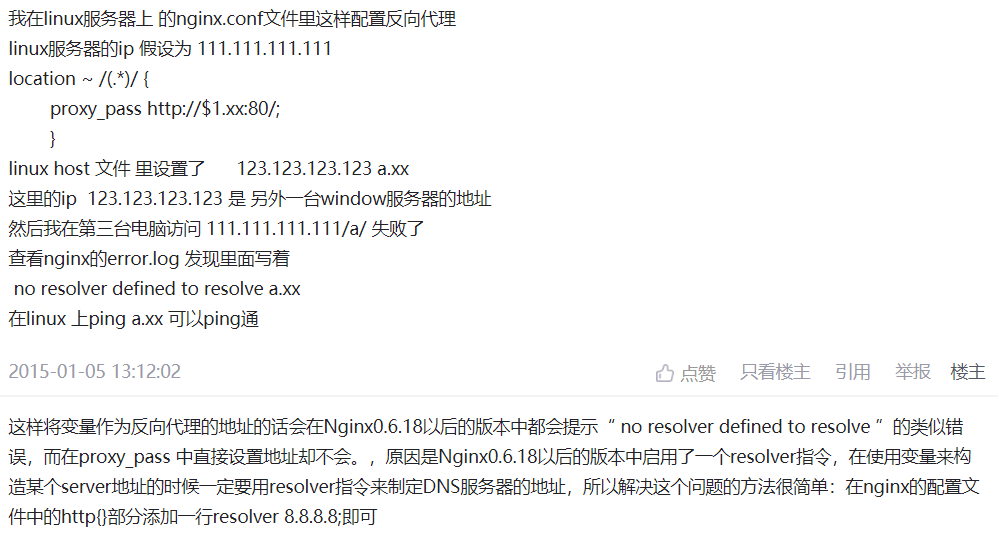 我在linux服务器上 的nginx.conf文件里这样配置反向代理
linux服务器的ip 假设为 111.111.111.111
location ~ /(.*)/ {
proxy_pass http://$1.xx:80/;
}
linux host 文件 里设置了 123.123.123.123 a.xx
这里的ip 123.123.123.123 是 另外一台window服务器的地址
然后我在第三台电脑访问 111.111.111.111/a/ 失败了
查看nginx的error.log 发现里面写着
no resolver defined to resolve a.xx
在linux 上ping a.xx 可以ping通
2015-01-05 13:12:02 点赞 只看楼主 引用 举报 楼主
这样将变量作为反向代理的地址的话会在Nginx0.6.18以后的版本中都会提示“ no resolver defined to resolve ”的类似错
误，而在proxy_pass 中直接设置地址却不会。，原因是Nginx0.6.18以后的版本中启用了一个resolver指令，在使用变量来构
造某个server地址的时候一定要用resolver指令来制定DNS服务器的地址，所以解决这个问题的方法很简单：在nginx的配置文
件中的http{}部分添加一行resolver 8.8.8.8;即可